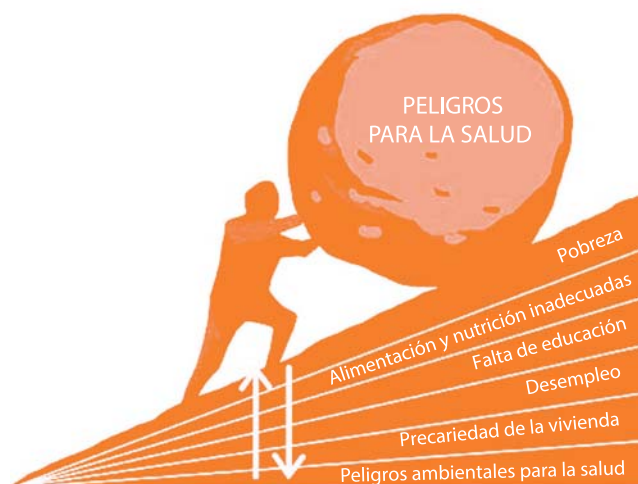 PELIGROS
PARA LA SALUD
Pobreza
Alimentación y nutrición inadecuadas
Falta de educación
Desempleo
Precariedad de la vivienda
Peligros ambientales para la salud